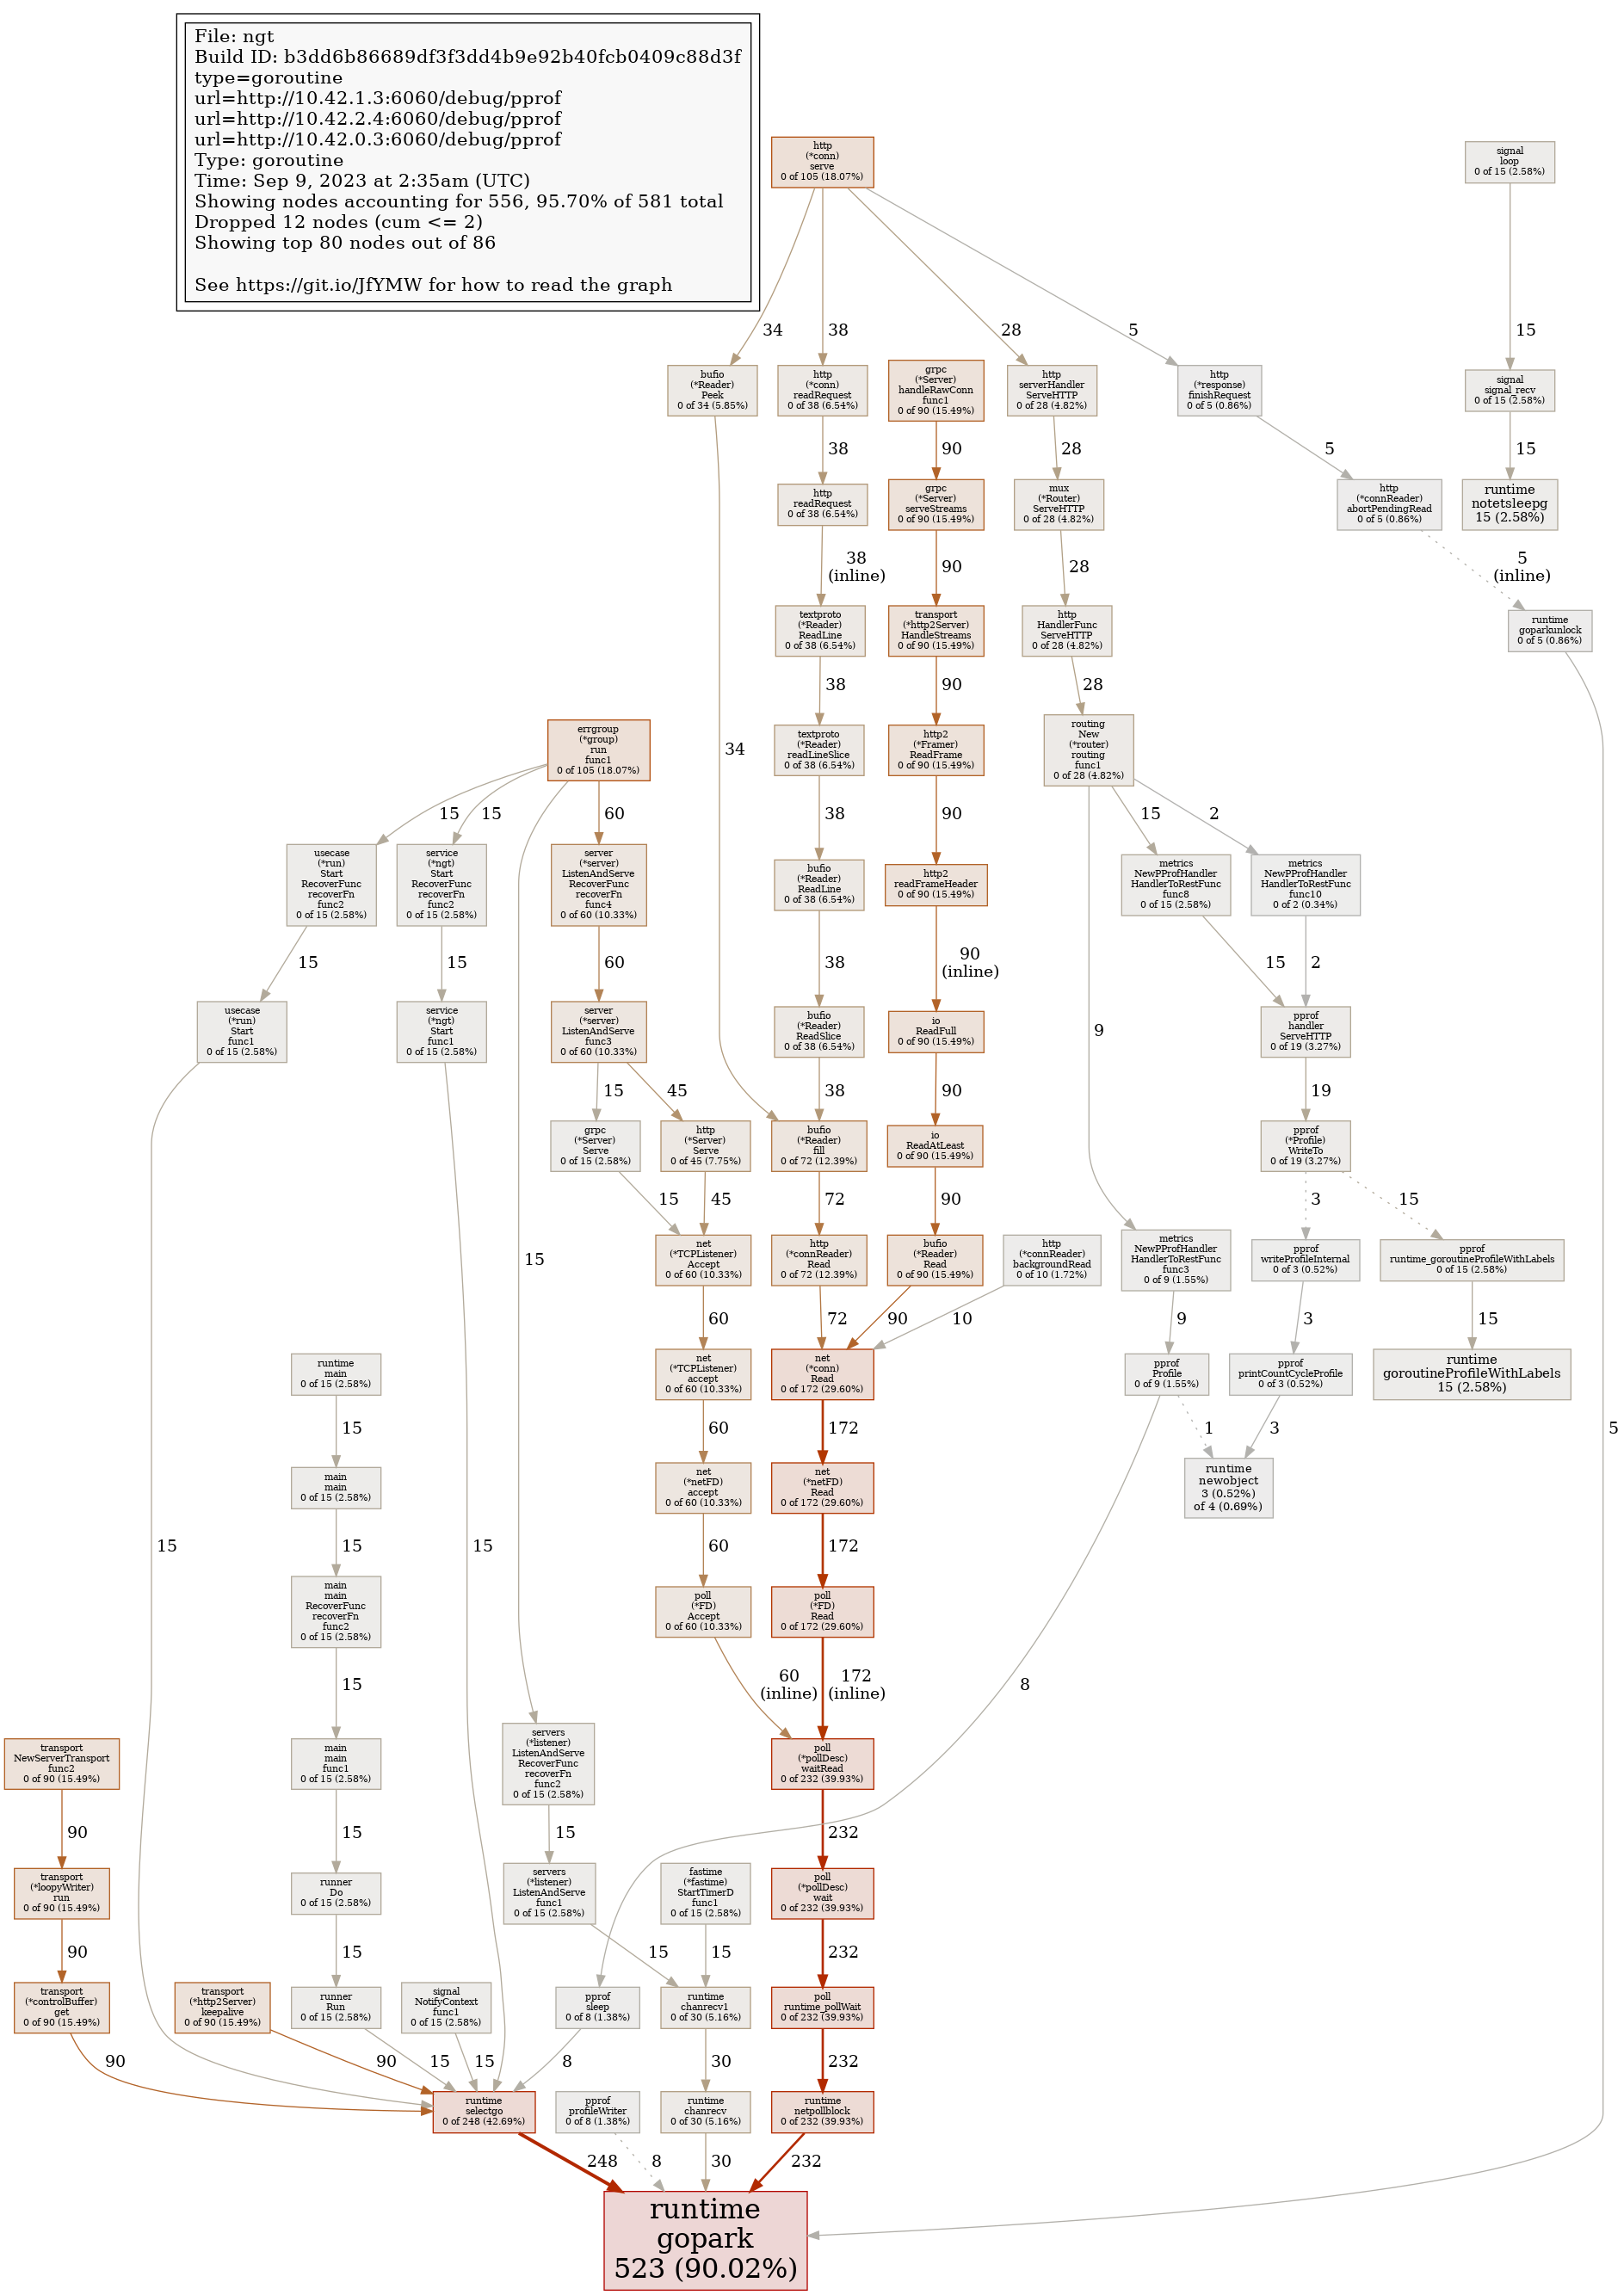 File: ngt
Build ID: b3dd6b86689df3f3dd4b9e92b40fcb0409c88d3f
type=goroutine
url=http://10.42.1.3:6060/debug/pprof
url=http://10.42.2.4:6060/debug/pprof
url=http://10.42.0.3:6060/debug/pprof
Type: goroutine
Time: Sep 9, 2023 at 2:35am (UTC)
Showing nodes accounting for 556, 95.70% of 581 total
Dropped 12 nodes (cum <= 2)
Showing top 80 nodes out of 86
See https://git.io/JfYMW for how to read the graph
http
(*conn)
serve
0 of 105 (18.07%)
signal
loop
0 of 15 (2.58%)
34
38
28
5
15
bufio
(*Reader)
Peek
0 of 34 (5.85%)
http
(*conn)
readRequest
0 of 38 (6.54%)
grpc
(*Server)
handleRawConn
func1
0 of 90 (15.49%)
http
serverHandler
ServeHTTP
0 of 28 (4.82%)
http
(*response)
finishRequest
0 of 5 (0.86%)
signal
signal_recv
0 of 15 (2.58%)
38
90
28
5
15
http
readRequest
0 of 38 (6.54%)
grpc
(*Server)
serveStreams
0 of 90 (15.49%)
mux
(*Router)
ServeHTTP
0 of 28 (4.82%)
http
(*connReader)
abortPendingRead
0 of 5 (0.86%)
runtime
notetsleepg
15 (2.58%)
38
(inline)
90
28
5
(inline)
textproto
(*Reader)
ReadLine
0 of 38 (6.54%)
transport
(*http2Server)
HandleStreams
0 of 90 (15.49%)
http
HandlerFunc
ServeHTTP
0 of 28 (4.82%)
runtime
goparkunlock
0 of 5 (0.86%)
38
90
28
errgroup
(*group)
run
func1
0 of 105 (18.07%)
34
textproto
(*Reader)
readLineSlice
0 of 38 (6.54%)
http2
(*Framer)
ReadFrame
0 of 90 (15.49%)
routing
New
(*router)
routing
func1
0 of 28 (4.82%)
15
15
60
38
90
15
2
usecase
(*run)
Start
RecoverFunc
recoverFn
func2
0 of 15 (2.58%)
service
(*ngt)
Start
RecoverFunc
recoverFn
func2
0 of 15 (2.58%)
server
(*server)
ListenAndServe
RecoverFunc
recoverFn
func4
0 of 60 (10.33%)
bufio
(*Reader)
ReadLine
0 of 38 (6.54%)
http2
readFrameHeader
0 of 90 (15.49%)
metrics
NewPProfHandler
HandlerToRestFunc
func8
0 of 15 (2.58%)
metrics
NewPProfHandler
HandlerToRestFunc
func10
0 of 2 (0.34%)
15
15
60
38
90
(inline)
15
2
usecase
(*run)
Start
func1
0 of 15 (2.58%)
service
(*ngt)
Start
func1
0 of 15 (2.58%)
server
(*server)
ListenAndServe
func3
0 of 60 (10.33%)
bufio
(*Reader)
ReadSlice
0 of 38 (6.54%)
io
ReadFull
0 of 90 (15.49%)
9
pprof
handler
ServeHTTP
0 of 19 (3.27%)
15
45
38
90
19
grpc
(*Server)
Serve
0 of 15 (2.58%)
http
(*Server)
Serve
0 of 45 (7.75%)
bufio
(*Reader)
fill
0 of 72 (12.39%)
io
ReadAtLeast
0 of 90 (15.49%)
pprof
(*Profile)
WriteTo
0 of 19 (3.27%)
15
45
72
90
3
15
15
net
(*TCPListener)
Accept
0 of 60 (10.33%)
http
(*connReader)
Read
0 of 72 (12.39%)
bufio
(*Reader)
Read
0 of 90 (15.49%)
http
(*connReader)
backgroundRead
0 of 10 (1.72%)
metrics
NewPProfHandler
HandlerToRestFunc
func3
0 of 9 (1.55%)
pprof
writeProfileInternal
0 of 3 (0.52%)
pprof
runtime_goroutineProfileWithLabels
0 of 15 (2.58%)
60
72
90
10
9
3
15
5
runtime
main
0 of 15 (2.58%)
net
(*TCPListener)
accept
0 of 60 (10.33%)
net
(*conn)
Read
0 of 172 (29.60%)
pprof
Profile
0 of 9 (1.55%)
pprof
printCountCycleProfile
0 of 3 (0.52%)
runtime
goroutineProfileWithLabels
15 (2.58%)
15
60
172
1
3
main
main
0 of 15 (2.58%)
net
(*netFD)
accept
0 of 60 (10.33%)
net
(*netFD)
Read
0 of 172 (29.60%)
runtime
newobject
3 (0.52%)
of 4 (0.69%)
15
15
15
60
172
main
main
RecoverFunc
recoverFn
func2
0 of 15 (2.58%)
poll
(*FD)
Accept
0 of 60 (10.33%)
poll
(*FD)
Read
0 of 172 (29.60%)
15
60
(inline)
172
(inline)
8
transport
NewServerTransport
func2
0 of 90 (15.49%)
main
main
func1
0 of 15 (2.58%)
servers
(*listener)
ListenAndServe
RecoverFunc
recoverFn
func2
0 of 15 (2.58%)
poll
(*pollDesc)
waitRead
0 of 232 (39.93%)
90
15
15
232
transport
(*loopyWriter)
run
0 of 90 (15.49%)
runner
Do
0 of 15 (2.58%)
servers
(*listener)
ListenAndServe
func1
0 of 15 (2.58%)
fastime
(*fastime)
StartTimerD
func1
0 of 15 (2.58%)
poll
(*pollDesc)
wait
0 of 232 (39.93%)
90
15
15
15
232
transport
(*controlBuffer)
get
0 of 90 (15.49%)
transport
(*http2Server)
keepalive
0 of 90 (15.49%)
runner
Run
0 of 15 (2.58%)
signal
NotifyContext
func1
0 of 15 (2.58%)
pprof
sleep
0 of 8 (1.38%)
runtime
chanrecv1
0 of 30 (5.16%)
poll
runtime_pollWait
0 of 232 (39.93%)
90
90
15
15
8
30
232
runtime
selectgo
0 of 248 (42.69%)
pprof
profileWriter
0 of 8 (1.38%)
runtime
chanrecv
0 of 30 (5.16%)
runtime
netpollblock
0 of 232 (39.93%)
248
8
30
232
runtime
gopark
523 (90.02%)